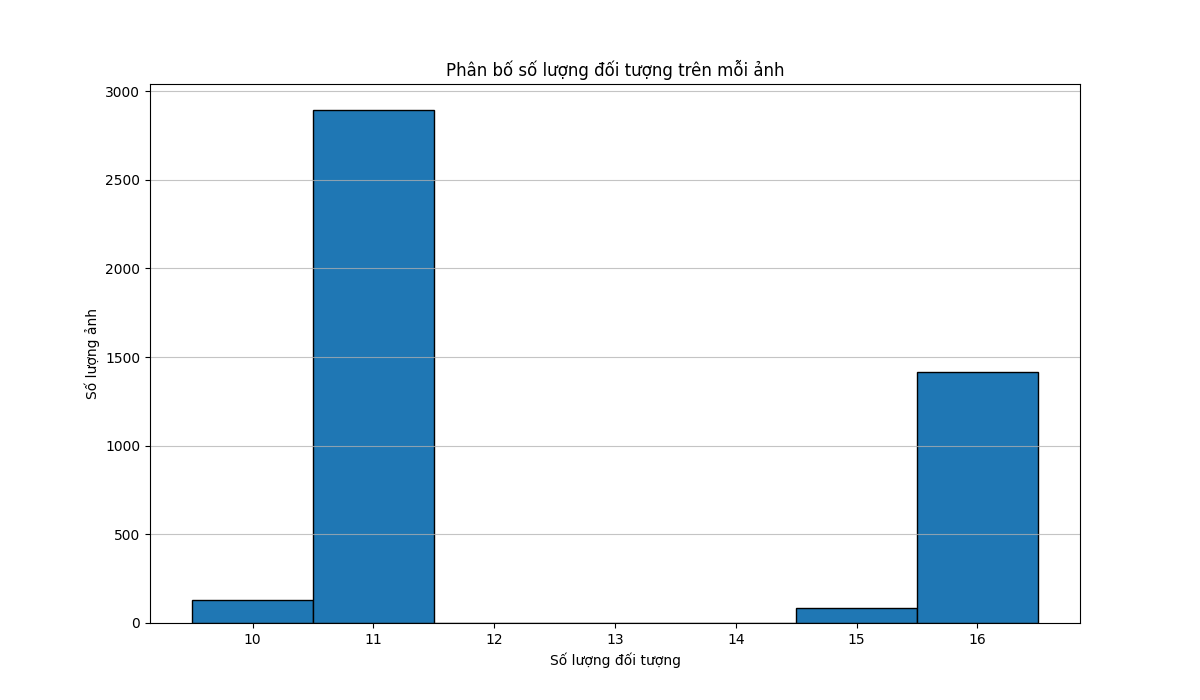 Phân bố số lượng đối tượng trên mỗi ảnh
3000
2500
2000
1500
1000
500
0
Số lượng ảnh
10 11 12 13 14 15 16
Số lượng đối tượng